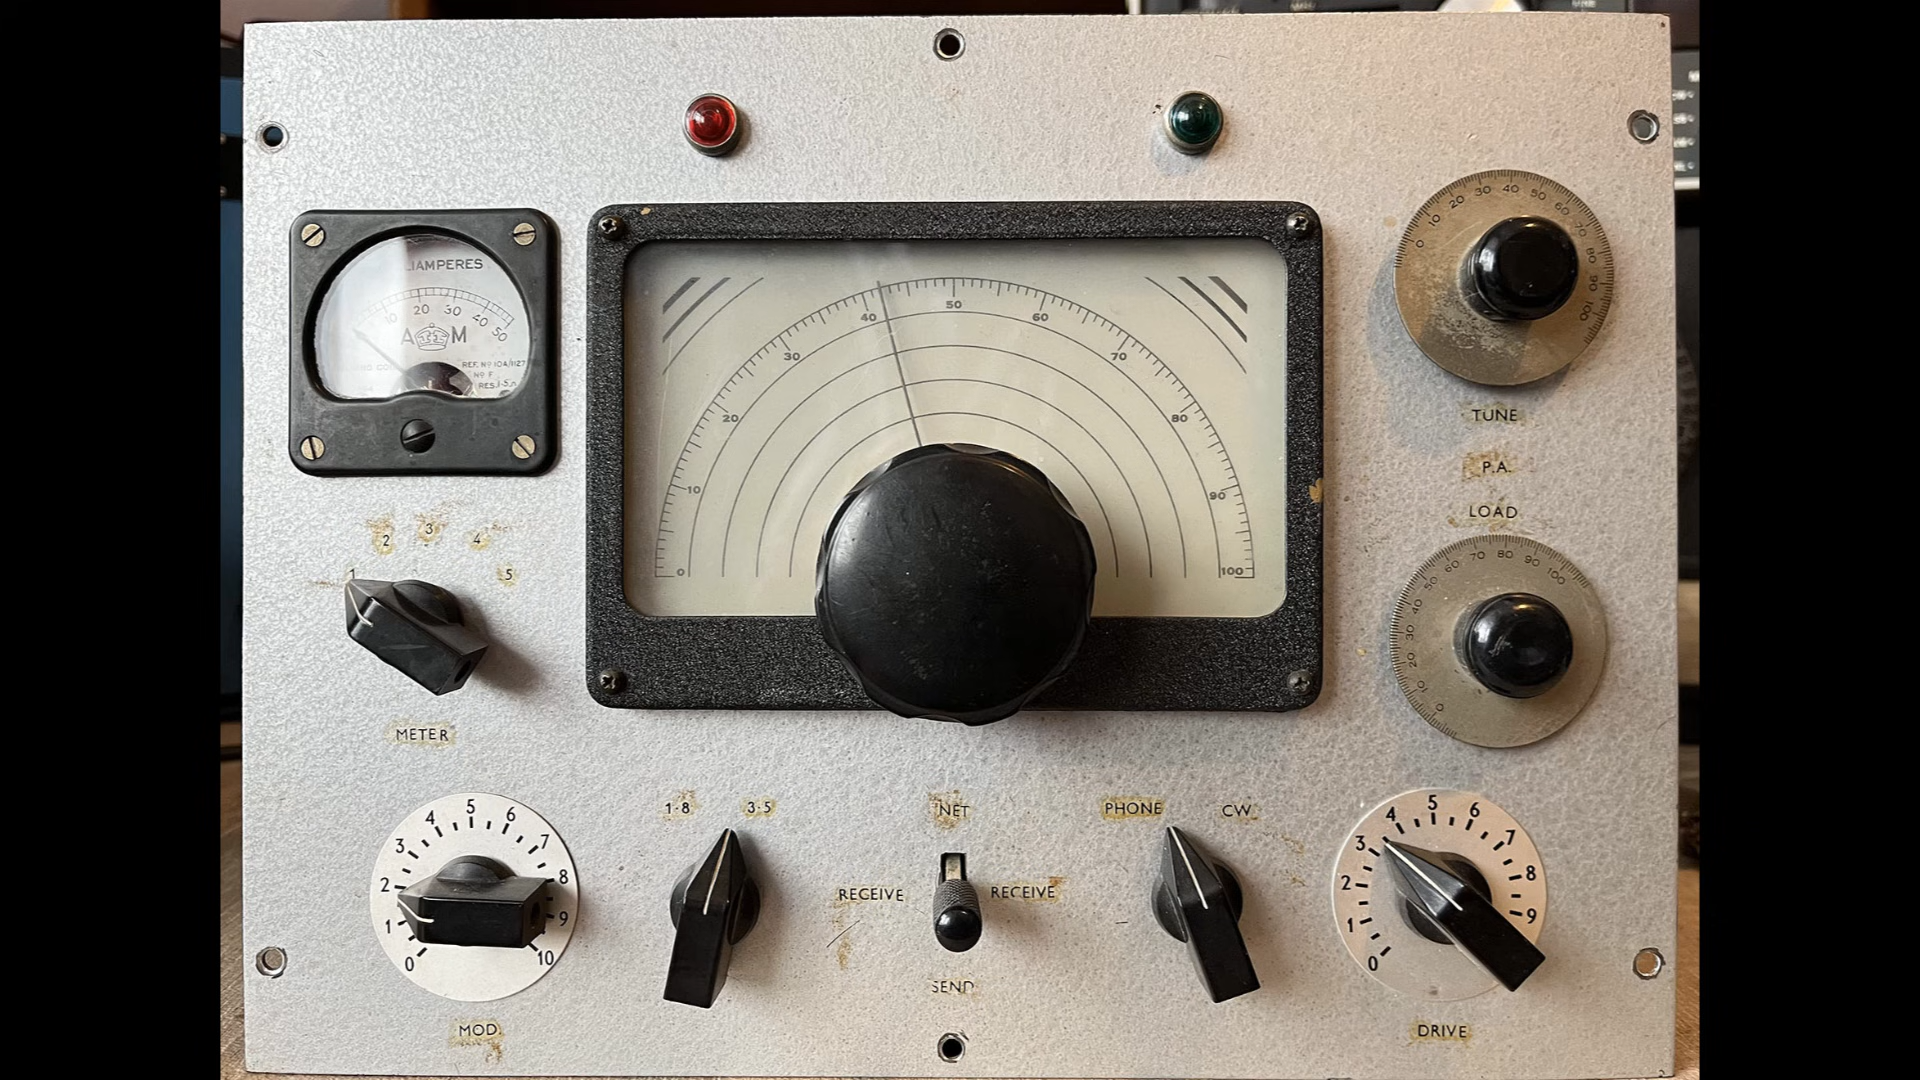 0 10 20 30 40 50 60 70 80 90 100
TUNE
P.A.
LOAD
0 10 20 30 40 50 60 70 80 90 100
10 20 30 40 50
A M
REF. Nº 10A/1127
Nº F
RES.
0 10 20 30 40 50 60 70 80 90 100
1 2 3 4 5
METER
0 1 2 3 4 5 6 7 8 9 10
MOD.
1·8 3·5
NET
RECEIVE RECEIVE
SEND
PHONE CW.
0 1 2 3 4 5 6 7 8 9
DRIVE